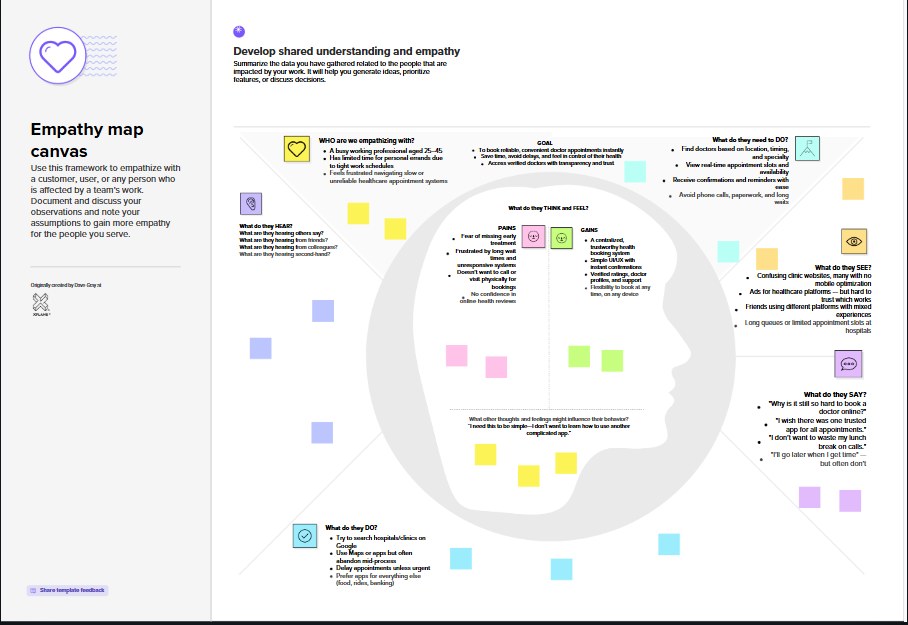 Empathy map
canvas
Use this framework to empathize with
a customer, user, or any person who
is affected by a team's work.
Document and discuss your
observations and note your
assumptions to gain more empathy
for the people you serve.
Originally created by Dave Gray at
XPLANE
Share template feedback
Develop shared understanding and empathy
Summarize the data you have gathered related to the people that are
impacted by your work. It will help you generate ideas, prioritize
features, or discuss decisions.
WHO are we empathizing with?
• A busy working professional aged 25–45
• Has limited time for personal errands due
to tight work schedules
• Feels frustrated navigating slow or
unreliable healthcare appointment systems
GOAL
• To book reliable, convenient doctor appointments instantly
• Save time, avoid delays, and feel in control of their health
• Access verified doctors with transparency and trust
What do they need to DO?
• Find doctors based on location, timing,
and specialty
• View real-time appointment slots and
availability
• Receive confirmations and reminders with
ease
• Avoid phone calls, paperwork, and long
waits
What do they HEAR?
What are they hearing others say?
What are they hearing from friends?
What are they hearing from colleagues?
What are they hearing second-hand?
What do they THINK and FEEL?
PAINS
• Fear of missing early
treatment
• Frustrated by long wait
times and
unresponsive systems
• Doesn't want to call or
visit physically for
bookings
• No confidence in
online health reviews
GAINS
• A centralized,
trustworthy health
booking system
• Simple UI/UX with
instant confirmations
• Verified ratings, doctor
profiles, and support
• Flexibility to book at any
time, on any device
What do they SEE?
• Confusing clinic websites, many with no
mobile optimization
• Ads for healthcare platforms — but hard to
trust which works
• Friends using different platforms with mixed
experiences
• Long queues or limited appointment slots at
hospitals
What do they SAY?
• "Why is it still so hard to book a
doctor online?"
• "I wish there was one trusted
app for all appointments."
• "I don't want to waste my lunch
break on calls."
• "I'll go later when I get time" —
but often don't
What other thoughts and feelings might influence their behavior?
"I need this to be simple—I don't want to learn how to use another
complicated app."
What do they DO?
• Try to search hospitals/clinics on
Google
• Use Maps or apps but often
abandon mid-process
• Delay appointments unless urgent
• Prefer apps for everything else
(food, rides, banking)